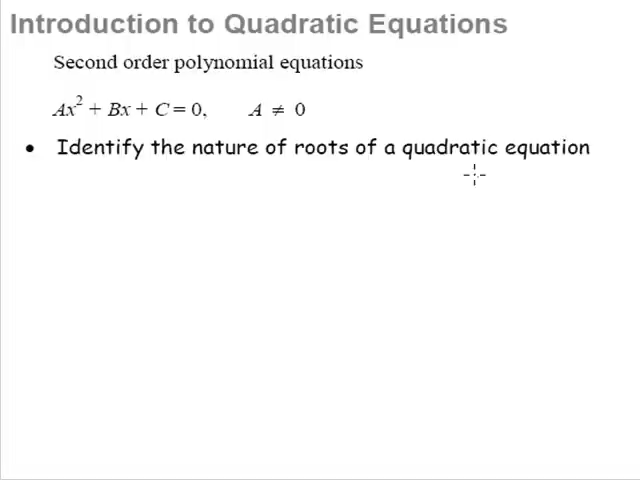 Introduction to Quadratic Equations
Second order polynomial equations
Ax² + Bx + C = 0, A ≠ 0
• Identify the nature of roots of a quadratic equation